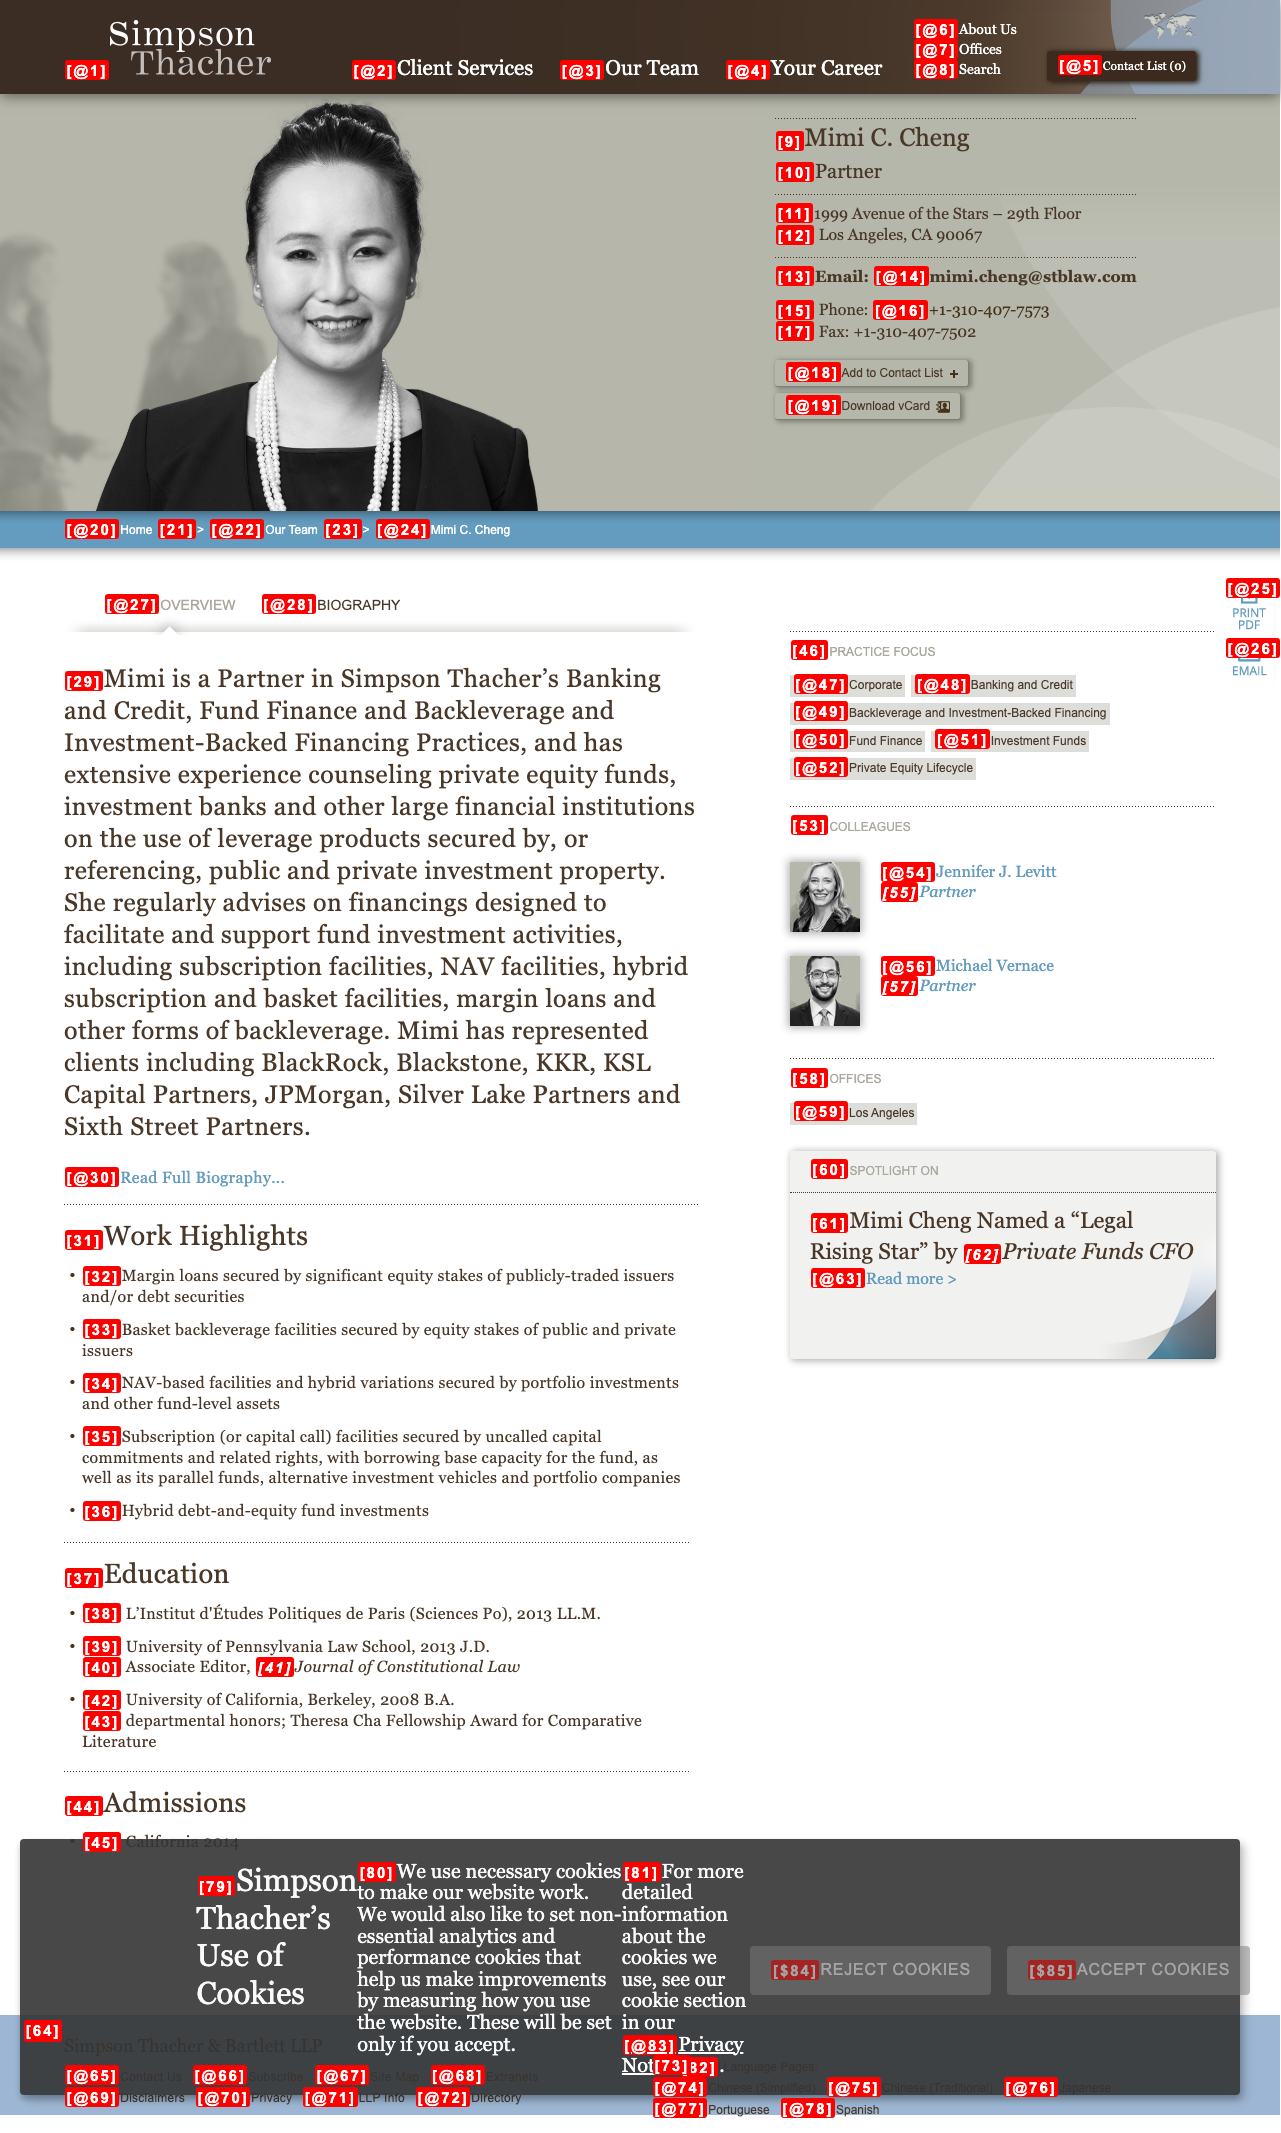 Simpson
Thacher
[@1]
[@2] Client Services [@3] Our Team [@4] Your Career
[@6] About Us
[@7] Offices
[@8] Search
[@5] Contact List (0)
[9] Mimi C. Cheng
[10] Partner
[11] 1999 Avenue of the Stars – 29th Floor
[12] Los Angeles, CA 90067
[13] Email: [@14] mimi.cheng@stblaw.com
[15] Phone: [@16] +1-310-407-7573
[17] Fax: +1-310-407-7502
[@18] Add to Contact List +
[@19] Download vCard
[@20] Home [21] > [@22] Our Team [23] > [@24] Mimi C. Cheng
[@25]
PRINT
PDF
[@26]
EMAIL
[@27] OVERVIEW [@28] BIOGRAPHY
[29] Mimi is a Partner in Simpson Thacher’s Banking
and Credit, Fund Finance and Backleverage and
Investment-Backed Financing Practices, and has
extensive experience counseling private equity funds,
investment banks and other large financial institutions
on the use of leverage products secured by, or
referencing, public and private investment property.
She regularly advises on financings designed to
facilitate and support fund investment activities,
including subscription facilities, NAV facilities, hybrid
subscription and basket facilities, margin loans and
other forms of backleverage. Mimi has represented
clients including BlackRock, Blackstone, KKR, KSL
Capital Partners, JPMorgan, Silver Lake Partners and
Sixth Street Partners.
[@30] Read Full Biography...
[31] Work Highlights
• [32] Margin loans secured by significant equity stakes of publicly-traded issuers
and/or debt securities
• [33] Basket backleverage facilities secured by equity stakes of public and private
issuers
• [34] NAV-based facilities and hybrid variations secured by portfolio investments
and other fund-level assets
• [35] Subscription (or capital call) facilities secured by uncalled capital
commitments and related rights, with borrowing base capacity for the fund, as
well as its parallel funds, alternative investment vehicles and portfolio companies
• [36] Hybrid debt-and-equity fund investments
[37] Education
• [38] L’Institut d'Études Politiques de Paris (Sciences Po), 2013 LL.M.
• [39] University of Pennsylvania Law School, 2013 J.D.
[40] Associate Editor, [41] Journal of Constitutional Law
• [42] University of California, Berkeley, 2008 B.A.
[43] departmental honors; Theresa Cha Fellowship Award for Comparative
Literature
[44] Admissions
• [45] California 2014
[46] PRACTICE FOCUS
[@47] Corporate [@48] Banking and Credit
[@49] Backleverage and Investment-Backed Financing
[@50] Fund Finance [@51] Investment Funds
[@52] Private Equity Lifecycle
[53] COLLEAGUES
[@54] Jennifer J. Levitt
[55] Partner
[@56] Michael Vernace
[57] Partner
[58] OFFICES
[@59] Los Angeles
[60] SPOTLIGHT ON
[61] Mimi Cheng Named a “Legal
Rising Star” by [62] Private Funds CFO
[@63] Read more >
[79] Simpson
Thacher’s
Use of
Cookies
[80] We use necessary cookies
to make our website work.
We would also like to set non-
essential analytics and
performance cookies that
help us make improvements
by measuring how you use
the website. These will be set
only if you accept.
[81] For more
detailed
information
about the
cookies we
use, see our
cookie section
in our
[@83] Privacy
Not [82] .
[$84] REJECT COOKIES [$85] ACCEPT COOKIES
[64]
Simpson Thacher & Bartlett LLP
[@65] Contact Us [@66] Subscribe [@67] Site Map [@68] Extranets
[@69] Disclaimers [@70] Privacy [@71] LLP Info [@72] Directory
[73] Language Pages:
[@74] Chinese (Simplified) [@75] Chinese (Traditional) [@76] Japanese
[@77] Portuguese [@78] Spanish